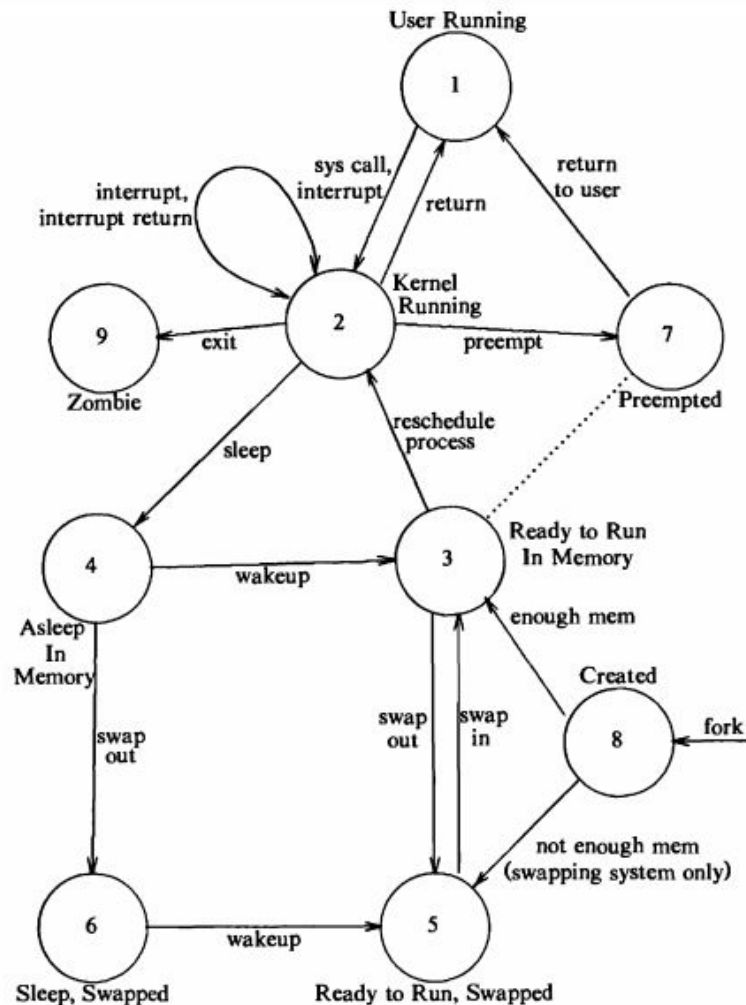 User Running
1
sys call,
interrupt
return
return
to user
interrupt,
interrupt return
Kernel
Running
2
9
exit
Zombie
preempt
7
Preempted
sleep
reschedule
process
4
Asleep
In
Memory
wakeup
3
Ready to Run
In Memory
enough mem
Created
8
fork
swap
out
swap
out
swap
in
not enough mem
(swapping system only)
6
Sleep, Swapped
wakeup
5
Ready to Run, Swapped